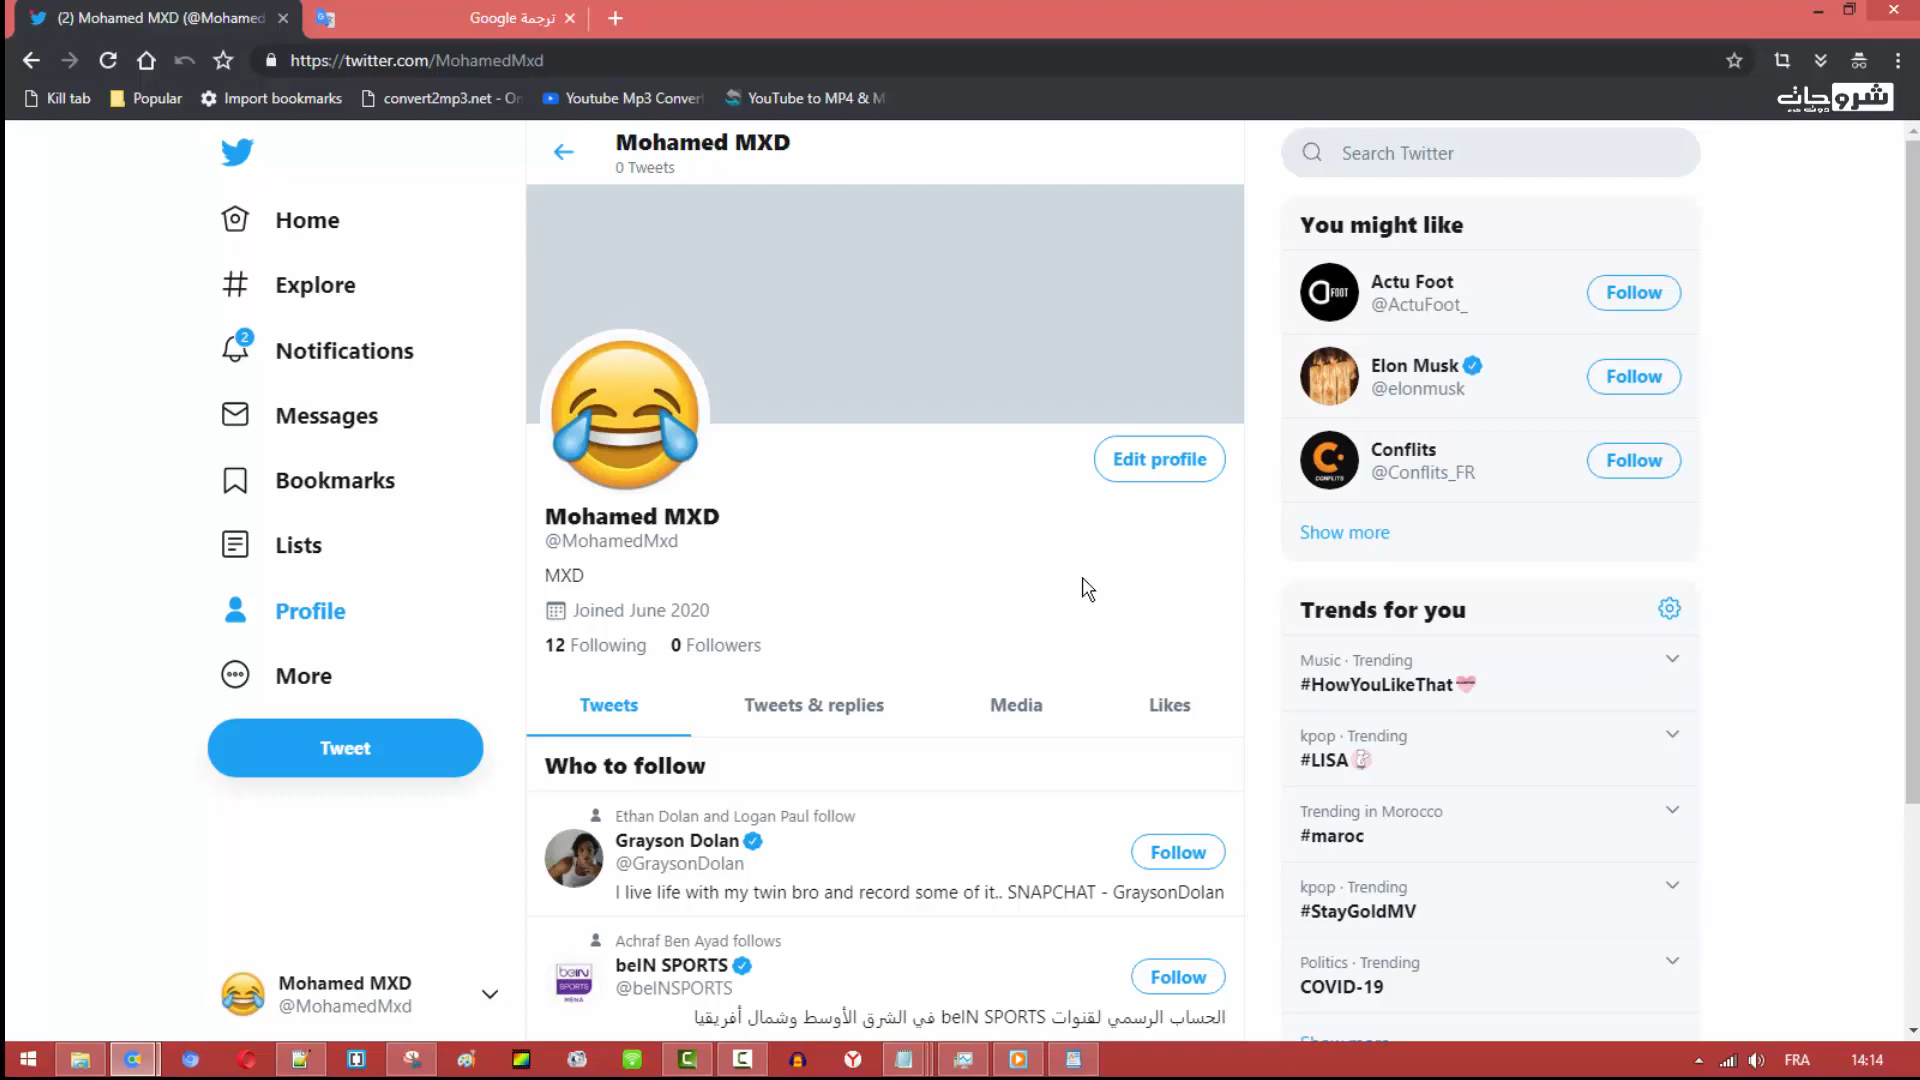 (2) Mohamed MXD (@Mohamed
ترجمة Google
https://twitter.com/MohamedMxd
Kill tab
Popular
Import bookmarks
convert2mp3.net - On
Youtube Mp3 Convert
YouTube to MP4 & M
شروحات
Mohamed MXD
0 Tweets
Search Twitter
Home
Explore
2
Notifications
Messages
Bookmarks
Lists
Profile
More
Tweet
Mohamed MXD
@MohamedMxd
Edit profile
Mohamed MXD
@MohamedMxd
MXD
Joined June 2020
12 Following 0 Followers
Tweets
Tweets & replies
Media
Likes
Who to follow
Ethan Dolan and Logan Paul follow
Grayson Dolan
@GraysonDolan
Follow
I live life with my twin bro and record some of it.. SNAPCHAT - GraysonDolan
Achraf Ben Ayad follows
beIN SPORTS
@beINSPORTS
Follow
beIN
SPORTS
MENA
الحساب الرسمي لقنوات beIN SPORTS في الشرق الأوسط وشمال أفريقيا
You might like
FOOT
Actu Foot
@ActuFoot_
Follow
Elon Musk
@elonmusk
Follow
CONFLITS
Conflits
@Conflits_FR
Follow
Show more
Trends for you
Music · Trending
#HowYouLikeThat
kpop · Trending
#LISA
Trending in Morocco
#maroc
kpop · Trending
#StayGoldMV
Politics · Trending
COVID-19
Show more
FRA
14:14